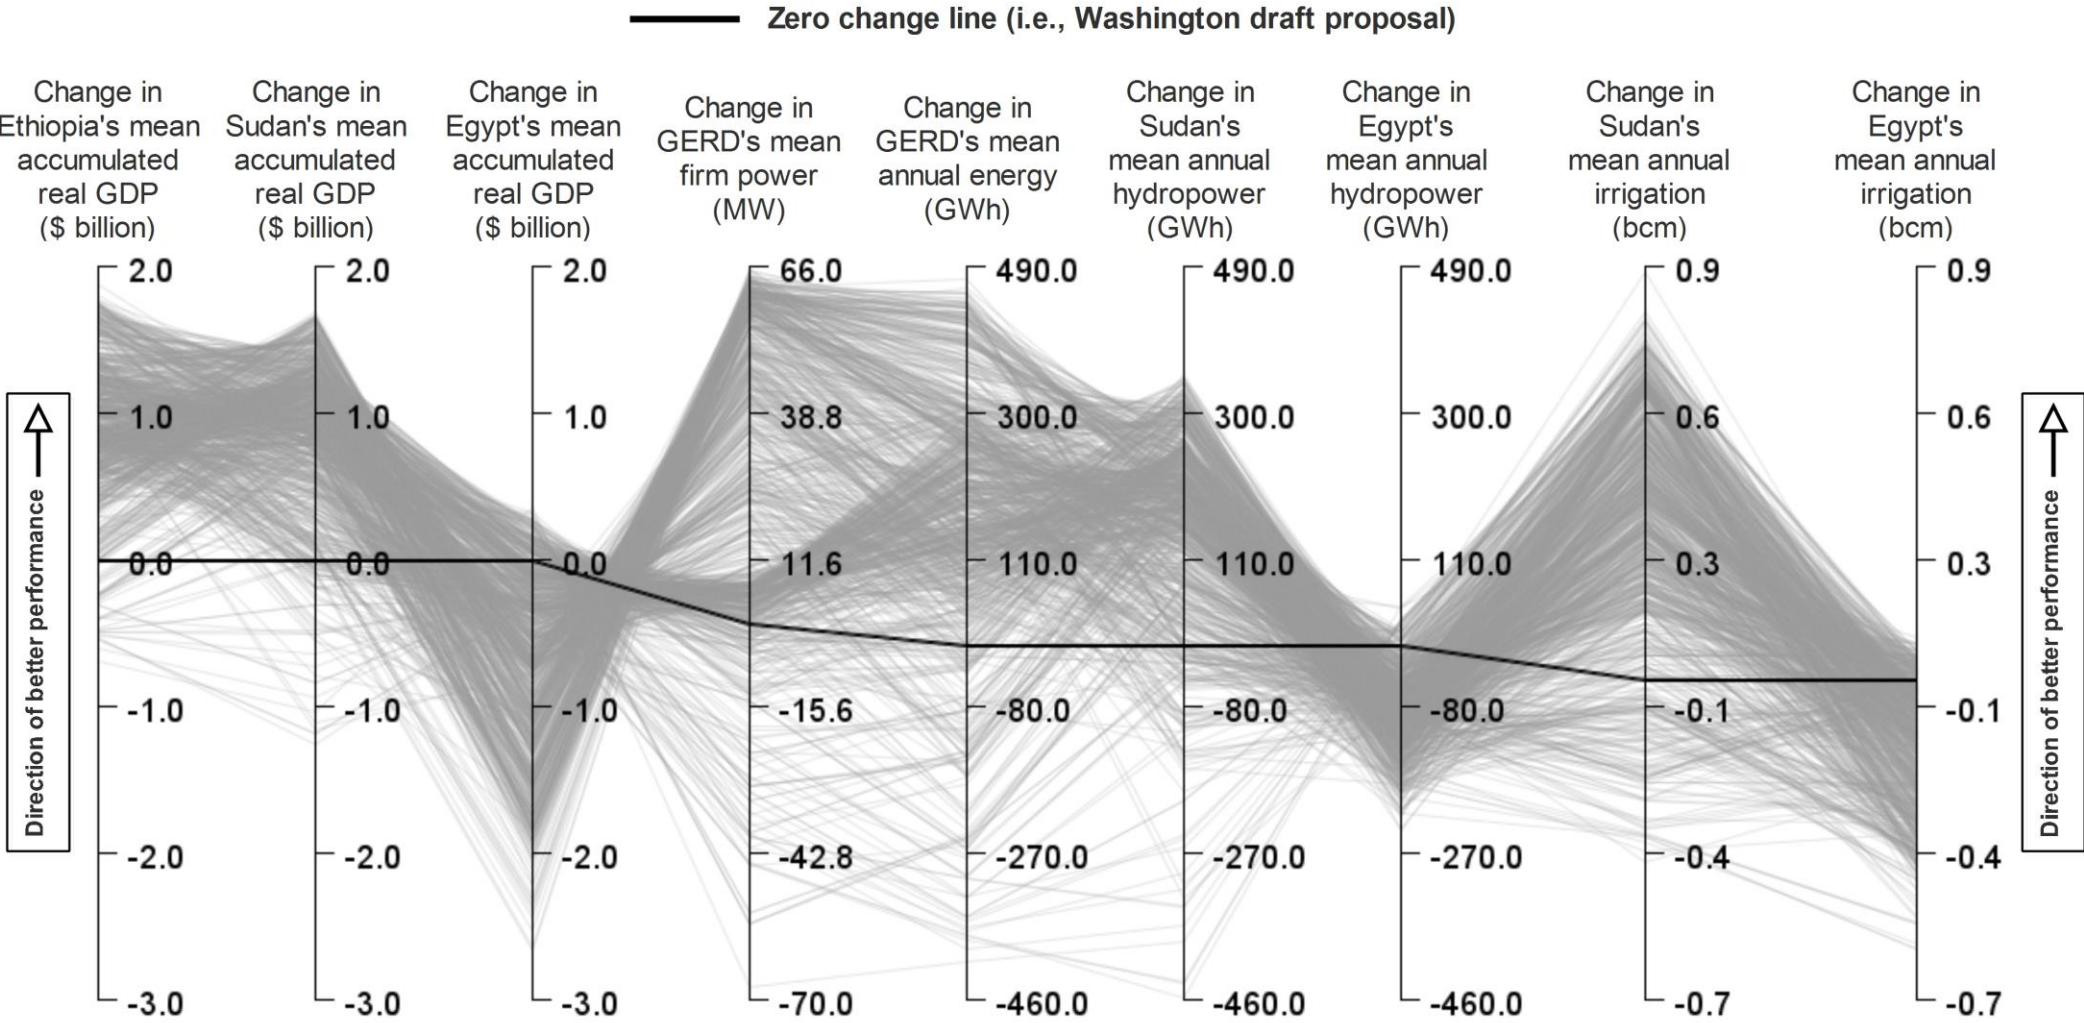 Zero change line (i.e., Washington draft proposal)
Change in
Ethiopia's mean
accumulated
real GDP
($ billion)
Change in
Sudan's mean
accumulated
real GDP
($ billion)
Change in
Egypt's mean
accumulated
real GDP
($ billion)
Change in
GERD's mean
firm power
(MW)
Change in
GERD's mean
annual energy
(GWh)
Change in
Sudan's
mean annual
hydropower
(GWh)
Change in
Egypt's
mean annual
hydropower
(GWh)
Change in
Sudan's
mean annual
irrigation
(bcm)
Change in
Egypt's
mean annual
irrigation
(bcm)
Direction of better performance
2.0
1.0
0.0
-1.0
-2.0
-3.0
2.0
1.0
0.0
-1.0
-2.0
-3.0
2.0
1.0
0.0
-1.0
-2.0
-3.0
66.0
38.8
11.6
-15.6
-42.8
-70.0
490.0
300.0
110.0
-80.0
-270.0
-460.0
490.0
300.0
110.0
-80.0
-270.0
-460.0
490.0
300.0
110.0
-80.0
-270.0
-460.0
0.9
0.6
0.3
-0.1
-0.4
-0.7
0.9
0.6
0.3
-0.1
-0.4
-0.7
Direction of better performance